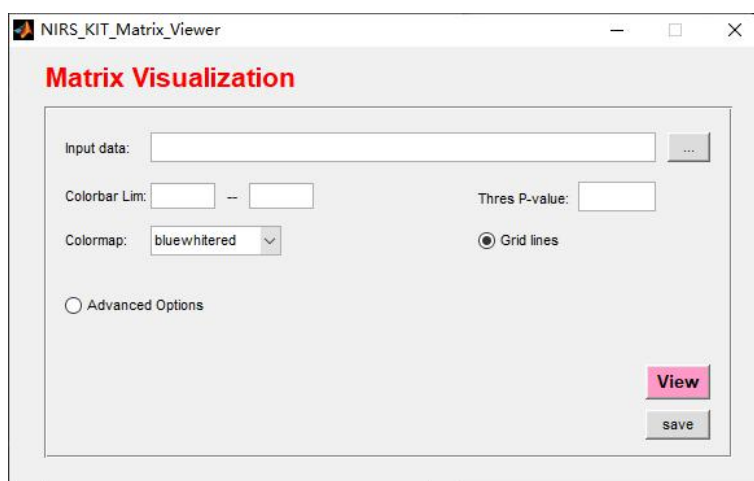 NIRS_KIT_Matrix_Viewer
Matrix Visualization
Input data:
...
Colorbar Lim: -- Thres P-value:
Colormap: bluewhitered Grid lines
Advanced Options
View
save